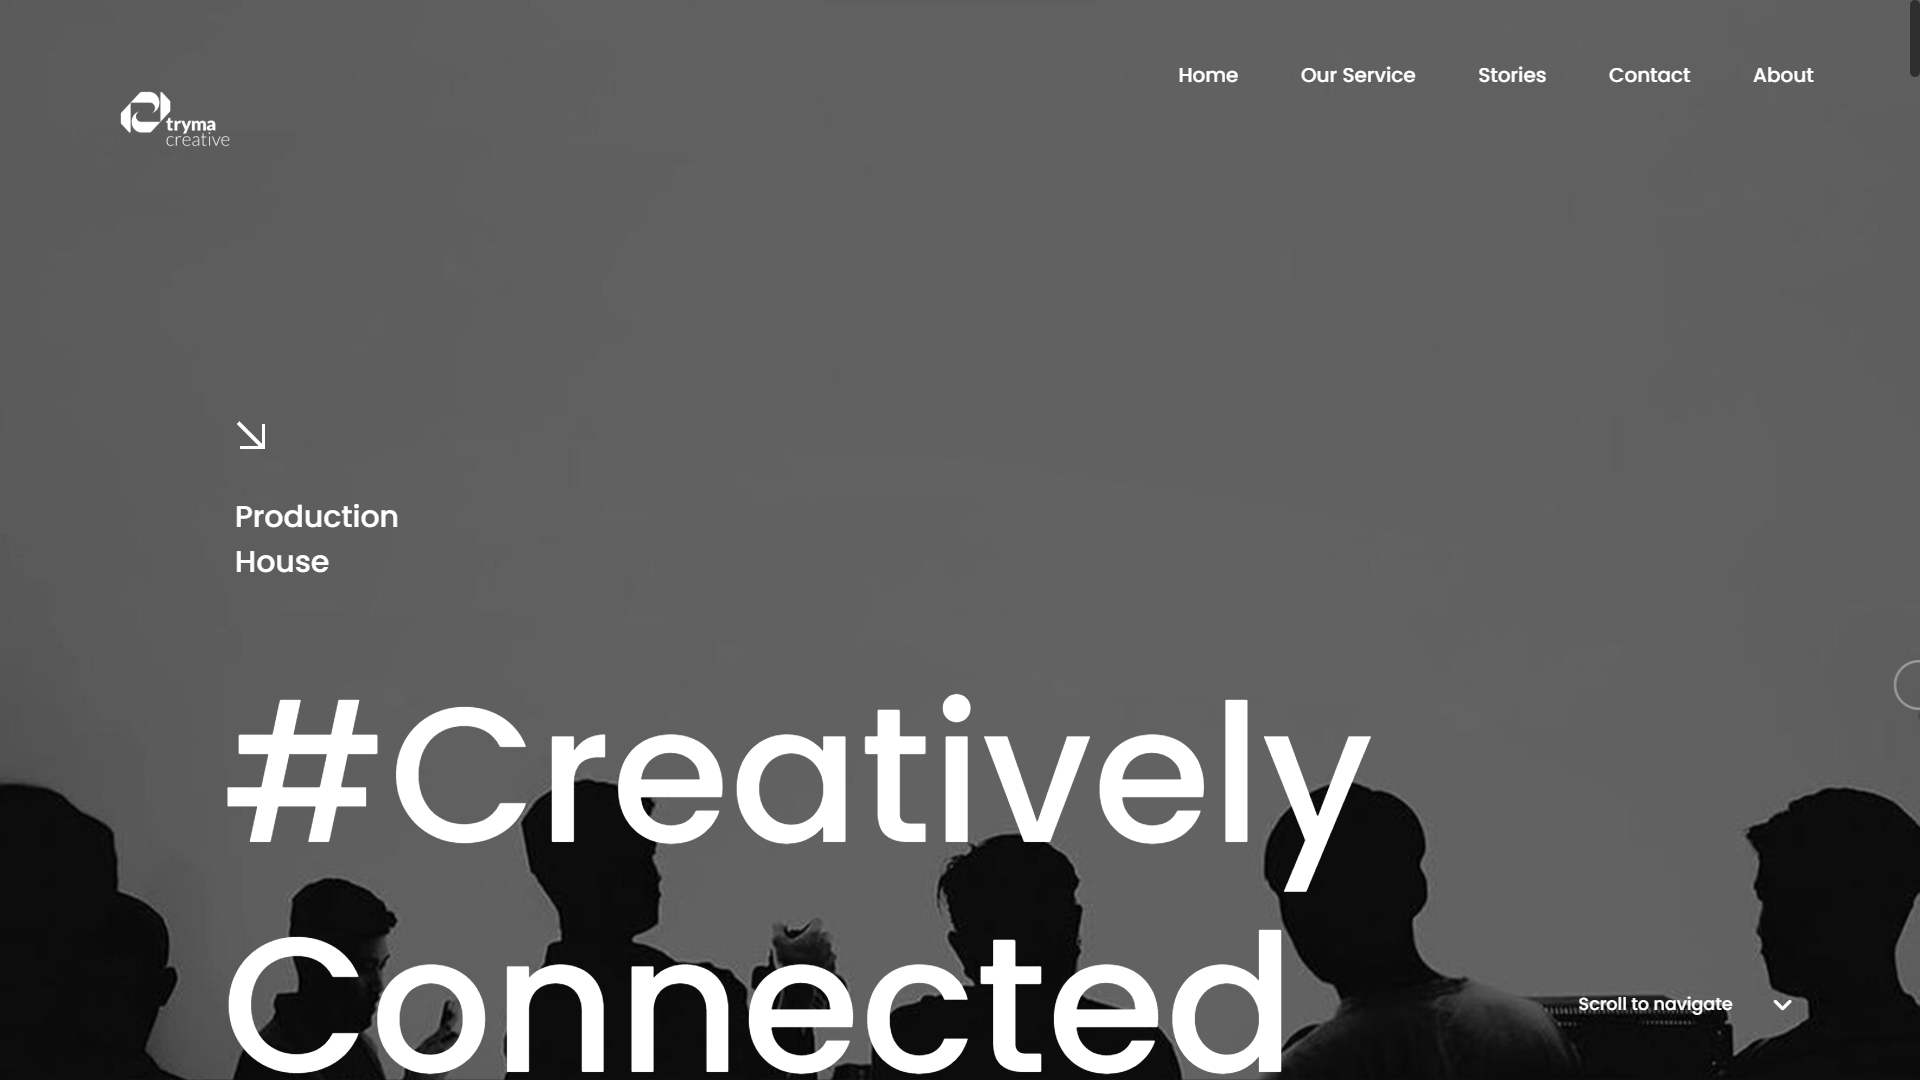 Home
Our Service
Stories
Contact
About
tryma
creative
Production
House
#Creatively
Connected
Scroll to navigate